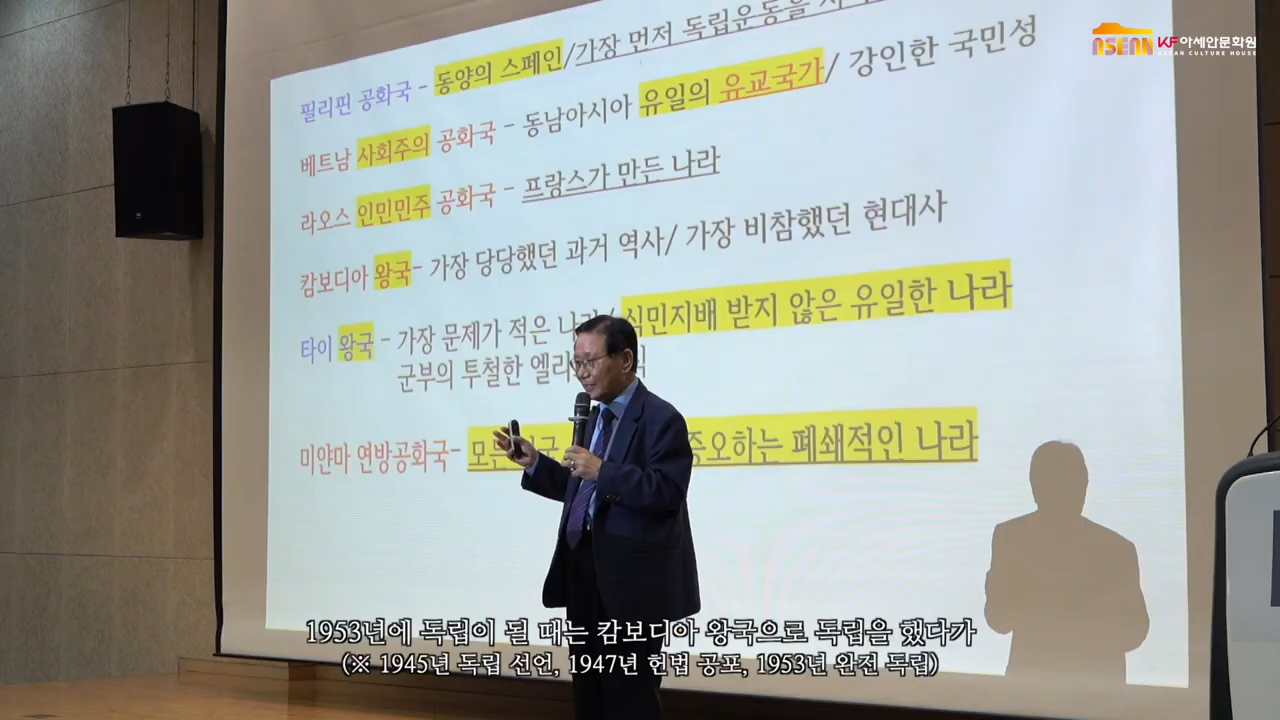 ASEAN KF아세안문화원
ASEAN CULTURE HOUSE
필리핀 공화국 - 동양의 스페인/가장 먼저 독립운동을
베트남 사회주의 공화국 - 동남아시아 유일의 유교국가/ 강인한 국민성
라오스 인민민주 공화국 - 프랑스가 만든 나라
캄보디아 왕국- 가장 당당했던 과거 역사/ 가장 비참했던 현대사
타이 왕국 - 가장 문제가 적은 / 식민지배 받지 않은 유일한 나라
군부의 투철한
미얀마 연방공화국- 증오하는 폐쇄적인 나라
1953년에 독립이 될 때는 캄보디아 왕국으로 독립을 했다가
(※ 1945년 독립 선언, 1947년 헌법 공포, 1953년 완전 독립)